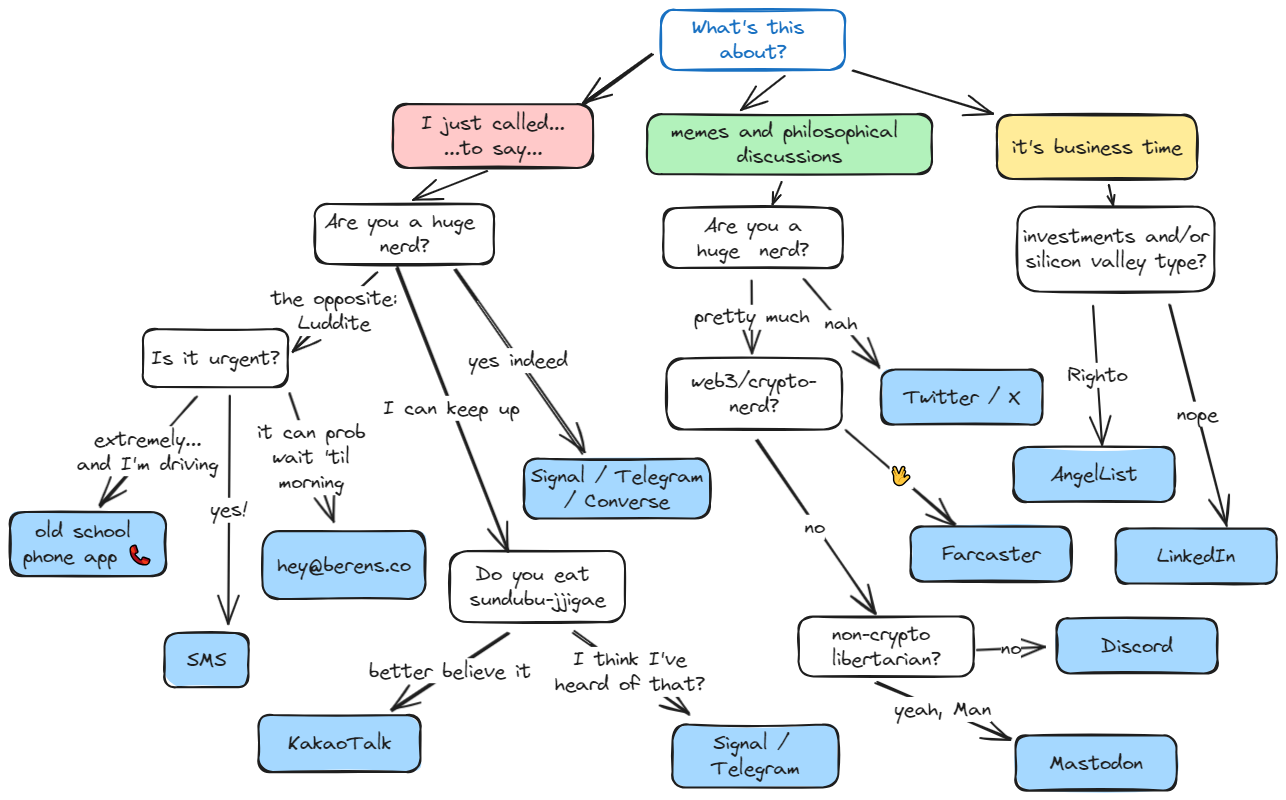 What's this
about?
I just called...
...to say...
memes and philosophical
discussions
it's business time
Are you a huge
nerd?
Are you a
huge nerd?
investments and/or
silicon valley type?
the opposite:
Luddite
pretty much
nah
Is it urgent?
yes indeed
web3/crypto-
nerd?
Twitter / X
Righto
I can keep up
nope
extremely...
and I'm driving
it can prob
wait 'til
morning
yes!
Signal / Telegram
/ Converse
AngelList
old school
phone app
hey@berens.co
no
Farcaster
LinkedIn
Do you eat
sundubu-jjigae
SMS
better believe it
I think I've
heard of that?
non-crypto
libertarian?
no
Discord
yeah, Man
KakaoTalk
Signal /
Telegram
Mastodon